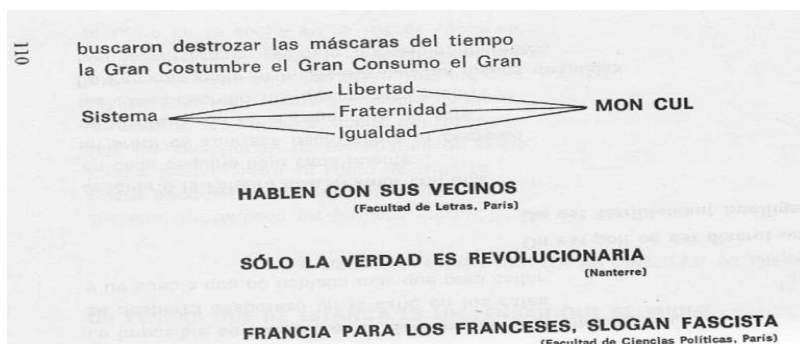 110
buscaron destrozar las máscaras del tiempo
la Gran Costumbre el Gran Consumo el Gran
Libertad
Sistema Fraternidad MON CUL
Igualdad
HABLEN CON SUS VECINOS
(Facultad de Letras, París)
SÓLO LA VERDAD ES REVOLUCIONARIA
(Nanterre)
FRANCIA PARA LOS FRANCESES, SLOGAN FASCISTA
(Facultad de Ciencias Políticas, París)